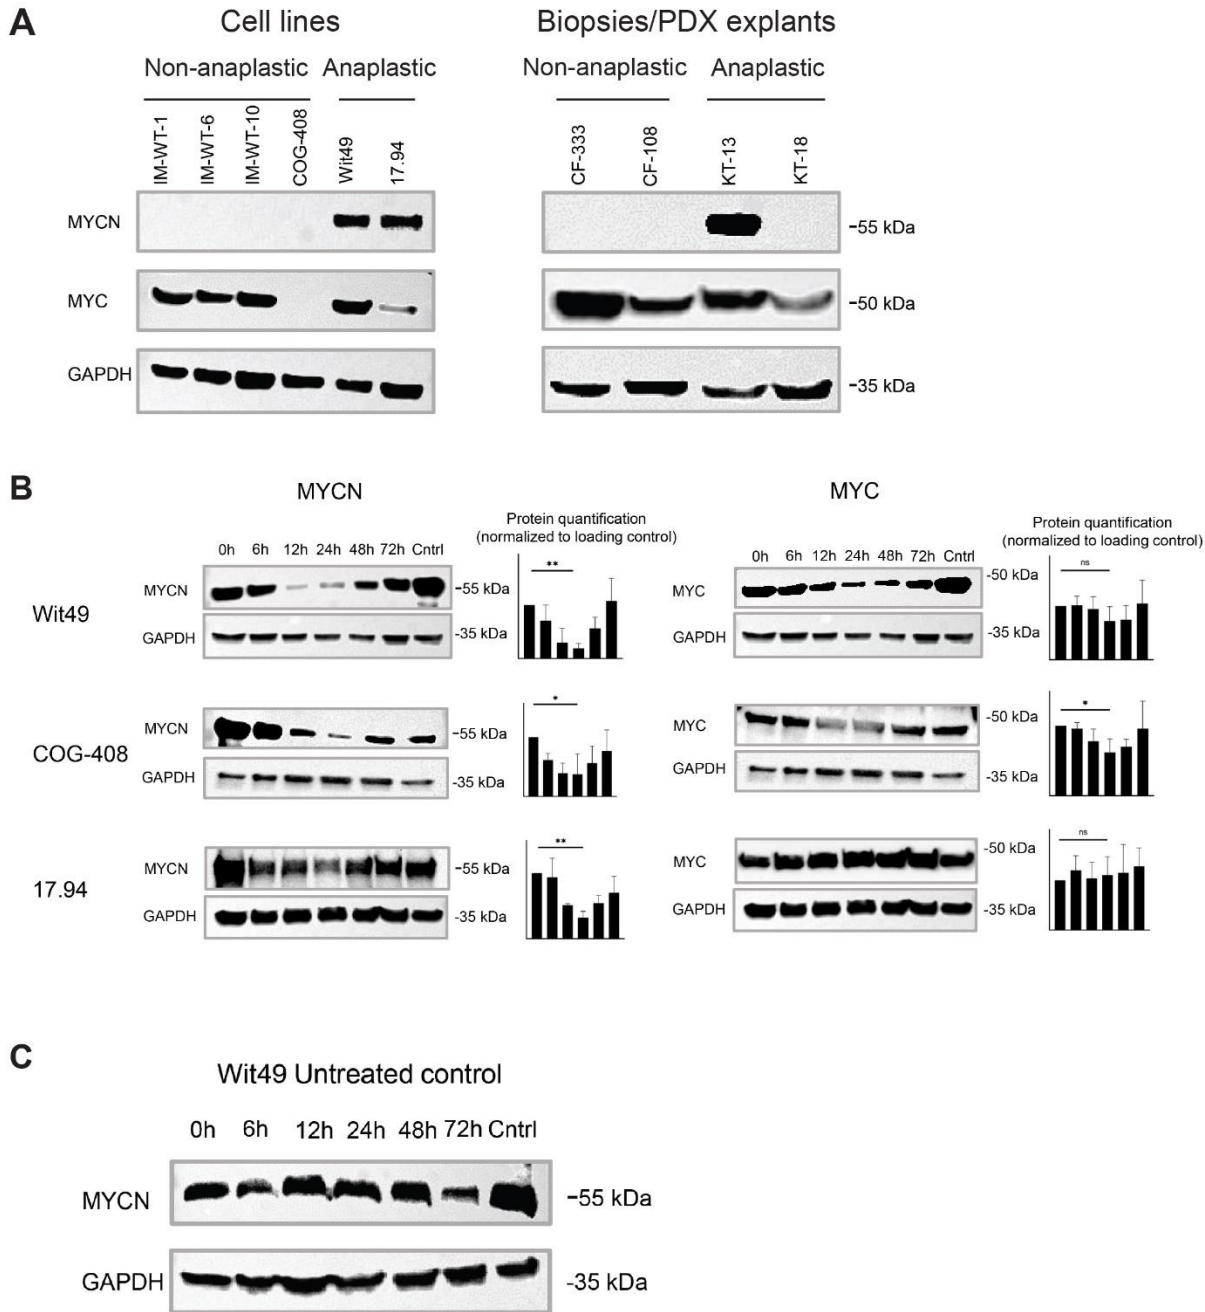 A
Cell lines
Biopsies/PDX explants
Non-anaplastic Anaplastic
Non-anaplastic Anaplastic
IM-WT-1
IM-WT-6
IM-WT-10
COG-408
Wit49
17.94
CF-333
CF-108
KT-13
KT-18
MYCN
-55 kDa
MYC
-50 kDa
GAPDH
-35 kDa
B
MYCN
MYC
Protein quantification
(normalized to loading control)
Protein quantification
(normalized to loading control)
0h 6h 12h 24h 48h 72h Cntrl
0h 6h 12h 24h 48h 72h Cntrl
Wit49
MYCN
-55 kDa
**
MYC
-50 kDa
ns
GAPDH
-35 kDa
GAPDH
-35 kDa
COG-408
MYCN
-55 kDa
*
MYC
-50 kDa
*
GAPDH
-35 kDa
GAPDH
-35 kDa
17.94
MYCN
-55 kDa
**
MYC
-50 kDa
ns
GAPDH
-35 kDa
GAPDH
-35 kDa
C
Wit49 Untreated control
0h 6h 12h 24h 48h 72h Cntrl
MYCN
-55 kDa
GAPDH
-35 kDa